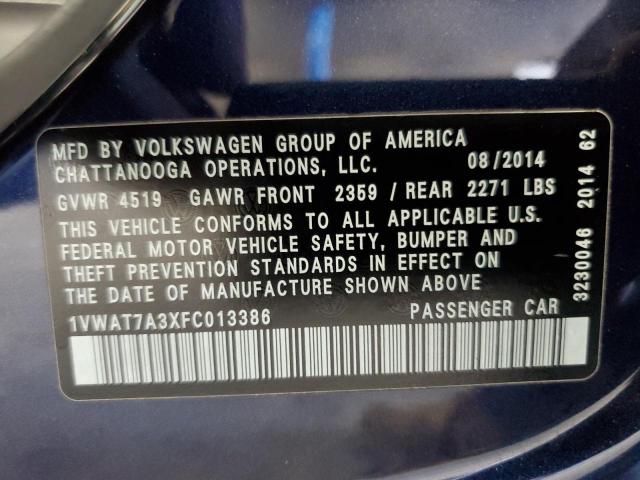 MFD BY VOLKSWAGEN GROUP OF AMERICA
CHATTANOOGA OPERATIONS, LLC. 08/2014
GVWR 4519 GAWR FRONT 2359 / REAR 2271 LBS
THIS VEHICLE CONFORMS TO ALL APPLICABLE U.S.
FEDERAL MOTOR VEHICLE SAFETY, BUMPER AND
THEFT PREVENTION STANDARDS IN EFFECT ON
THE DATE OF MANUFACTURE SHOWN ABOVE
1VWAT7A3XFC013386 PASSENGER CAR
3230046 2014 62